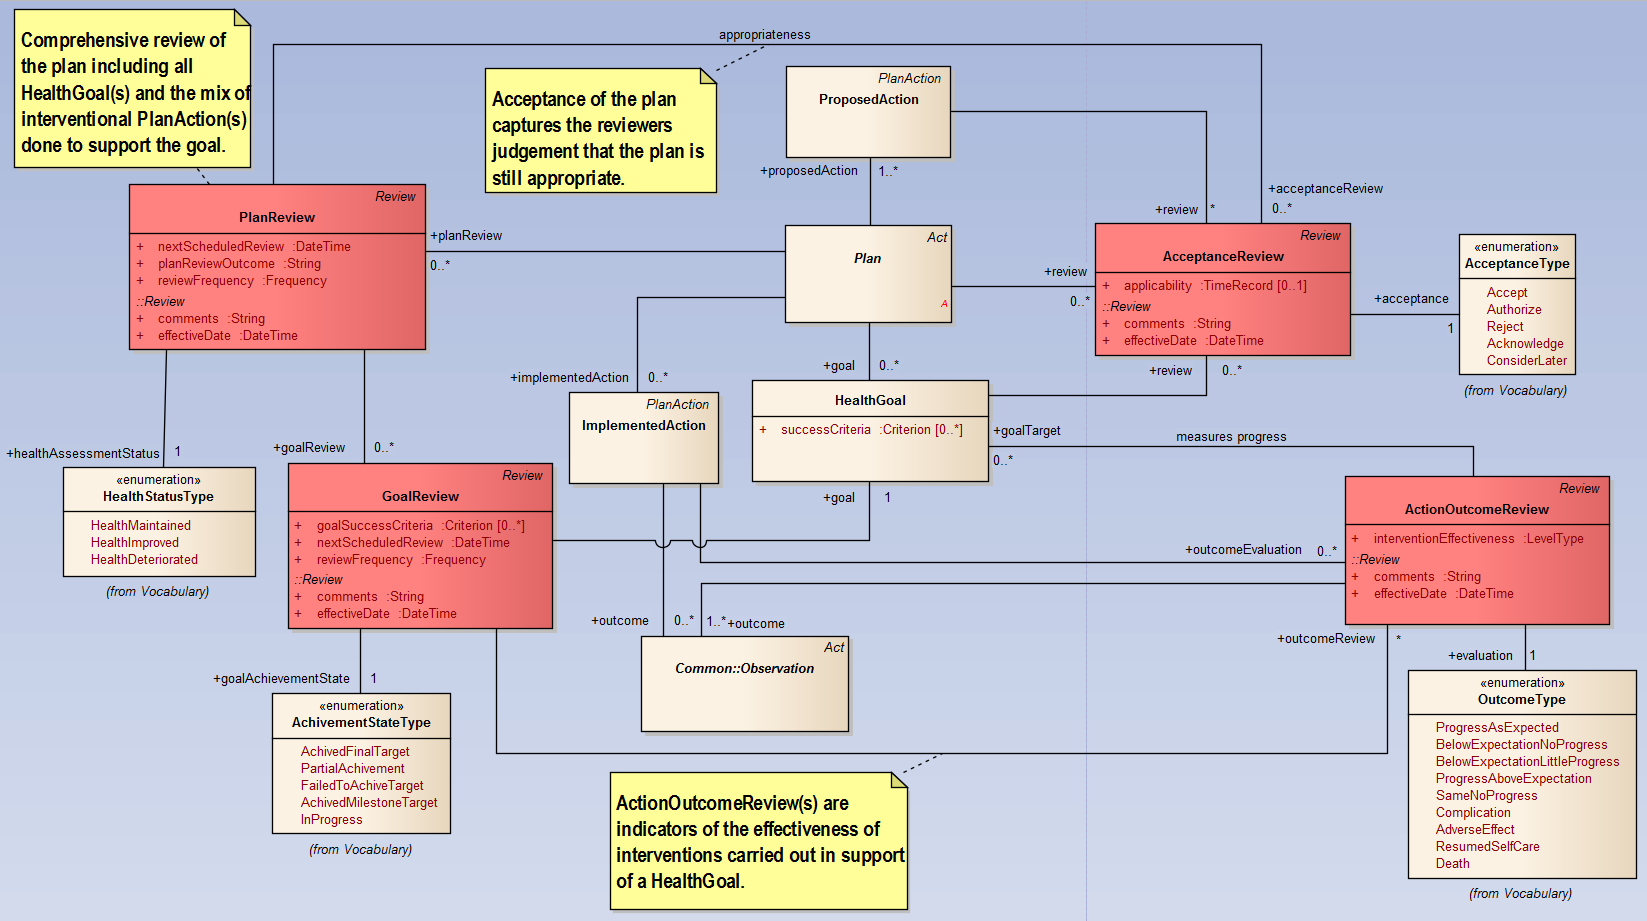 Comprehensive review of
the plan including all
HealthGoal(s) and the mix of
interventional PlanAction(s)
done to support the goal.
appropriateness
Acceptance of the plan
captures the reviewers
judgement that the plan is
still appropriate.
PlanAction
ProposedAction
+proposedAction
1..*
+review
*
+acceptanceReview
0..*
Review
PlanReview
+ nextScheduledReview :DateTime
+ planReviewOutcome :String
+ reviewFrequency :Frequency
::Review
+ comments :String
+ effectiveDate :DateTime
+planReview
0..*
Act
Plan
A
+review
0..*
Review
AcceptanceReview
+ applicability :TimeRecord [0..1]
::Review
+ comments :String
+ effectiveDate :DateTime
+acceptance
1
«enumeration»
AcceptanceType
Accept
Authorize
Reject
Acknowledge
ConsiderLater
(from Vocabulary)
+implementedAction
0..*
+goal
0..*
+review
0..*
PlanAction
ImplementedAction
HealthGoal
+ successCriteria :Criterion [0..*]
+goalTarget
0..*
measures progress
+healthAssessmentStatus
1
+goalReview
0..*
«enumeration»
HealthStatusType
HealthMaintained
HealthImproved
HealthDeteriorated
(from Vocabulary)
Review
GoalReview
+ goalSuccessCriteria :Criterion [0..*]
+ nextScheduledReview :DateTime
+ reviewFrequency :Frequency
::Review
+ comments :String
+ effectiveDate :DateTime
+goal
1
Review
ActionOutcomeReview
+ interventionEffectiveness :LevelType
::Review
+ comments :String
+ effectiveDate :DateTime
+outcomeEvaluation
0..*
+outcome
0..*
1..*
+outcome
Act
Common::Observation
+outcomeReview
*
+evaluation
1
+goalAchievementState
1
«enumeration»
AchivementStateType
AchivedFinalTarget
PartialAchivement
FailedToAchiveTarget
AchivedMilestoneTarget
InProgress
(from Vocabulary)
«enumeration»
OutcomeType
ProgressAsExpected
BelowExpectationNoProgress
BelowExpectationLittleProgress
ProgressAboveExpectation
SameNoProgress
Complication
AdverseEffect
ResumedSelfCare
Death
(from Vocabulary)
ActionOutcomeReview(s) are
indicators of the effectiveness of
interventions carried out in support
of a HealthGoal.